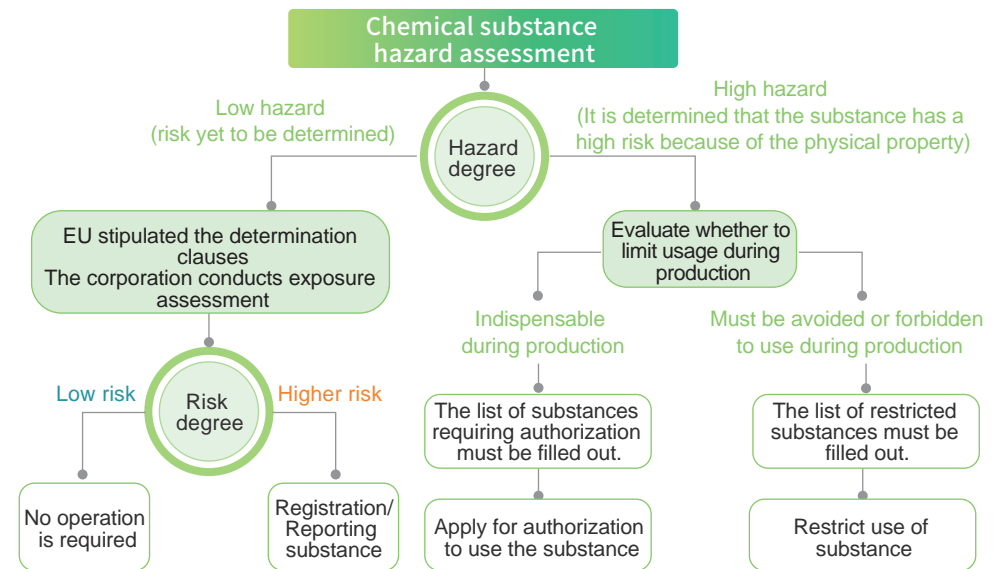 Chemical substance
hazard assessment
Low hazard
(risk yet to be determined)
Hazard
degree
High hazard
(It is determined that the substance has a
high risk because of the physical property)
EU stipulated the determination
clauses
The corporation conducts exposure
assessment
Evaluate whether to
limit usage during
production
Indispensable
during production
Must be avoided or forbidden
to use during production
Low risk
Risk
degree
Higher risk
The list of substances
requiring authorization
must be filled out.
The list of restricted
substances must be
filled out.
No operation
is required
Registration/
Reporting
substance
Apply for authorization
to use the substance
Restrict use of
substance